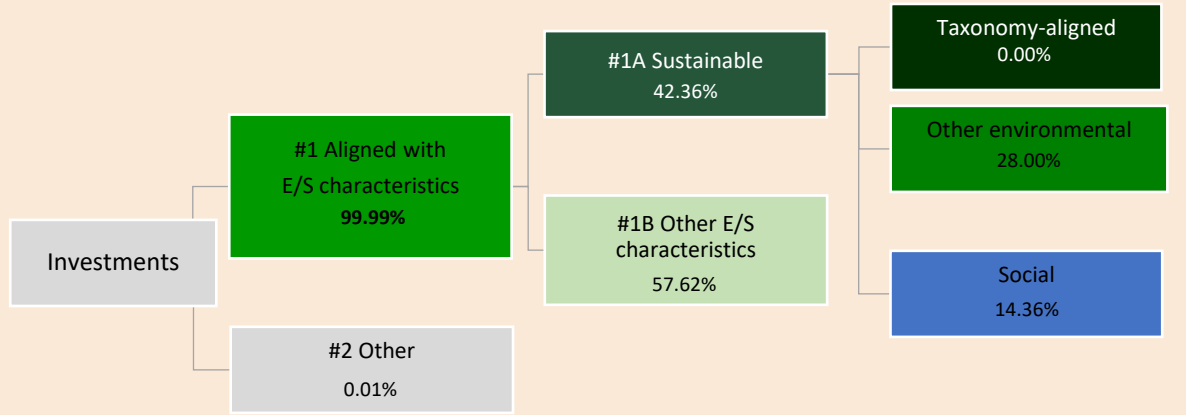 Investments
#1 Aligned with
E/S characteristics
99.99%
#2 Other
0.01%
#1A Sustainable
42.36%
#1B Other E/S
characteristics
57.62%
Taxonomy-aligned
0.00%
Other environmental
28.00%
Social
14.36%